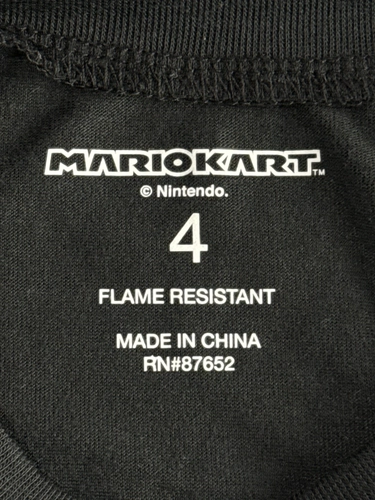 MARIOKART™
© Nintendo.
4
FLAME RESISTANT
MADE IN CHINA
RN#87652